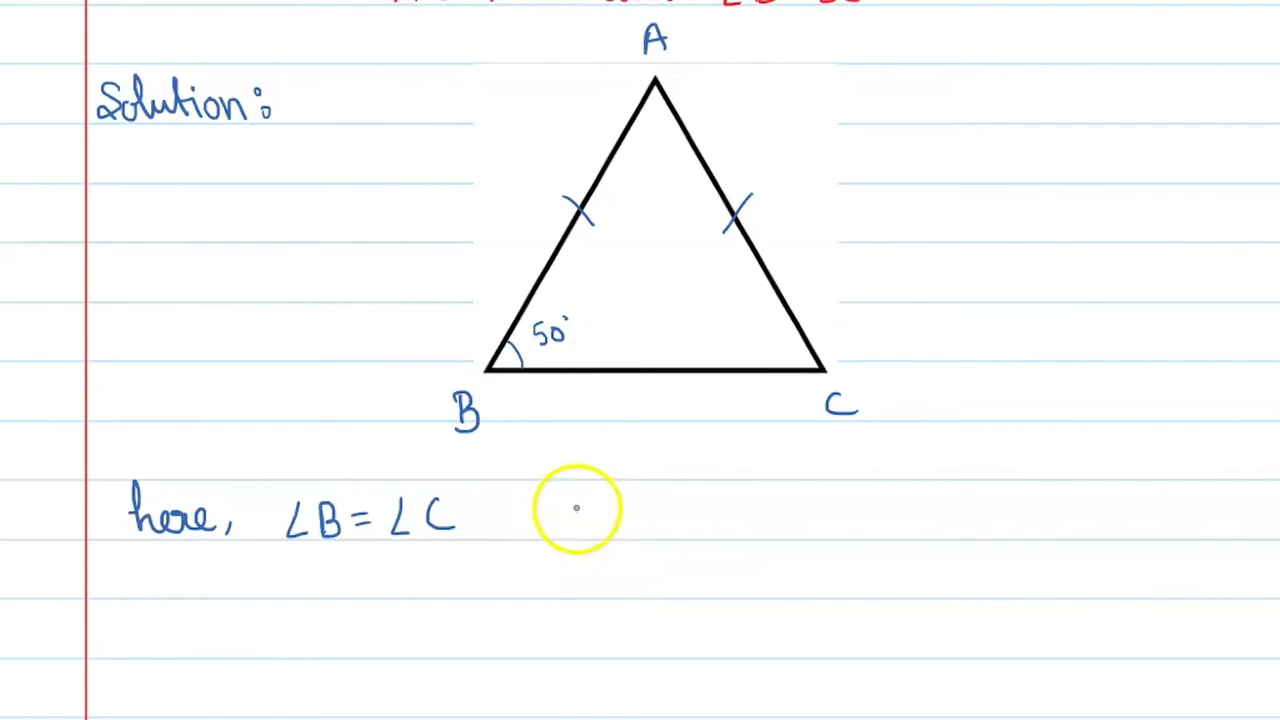 A
Solution:
50°
B
C
here, ∠B = ∠C